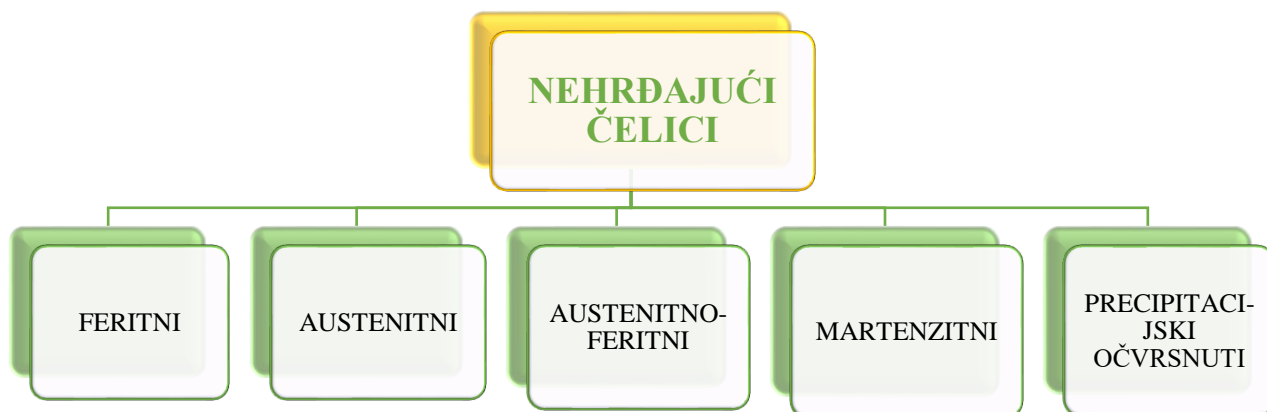 NEHRĐAJUĆI
ČELICI
FERITNI
AUSTENITNI
AUSTENITNO-
FERITNI
MARTENZITNI
PRECIPITACI-
JSKI
OČVRSNUTI